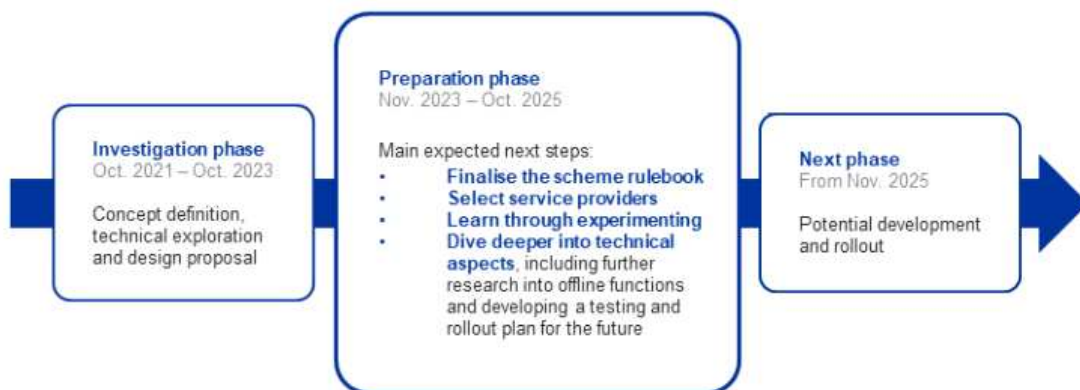 Investigation phase
Oct. 2021 – Oct. 2023
Concept definition,
technical exploration
and design proposal
Preparation phase
Nov. 2023 – Oct. 2025
Main expected next steps:
• Finalise the scheme rulebook
• Select service providers
• Learn through experimenting
• Dive deeper into technical
aspects, including further
research into offline functions
and developing a testing and
rollout plan for the future
Next phase
From Nov. 2025
Potential development
and rollout